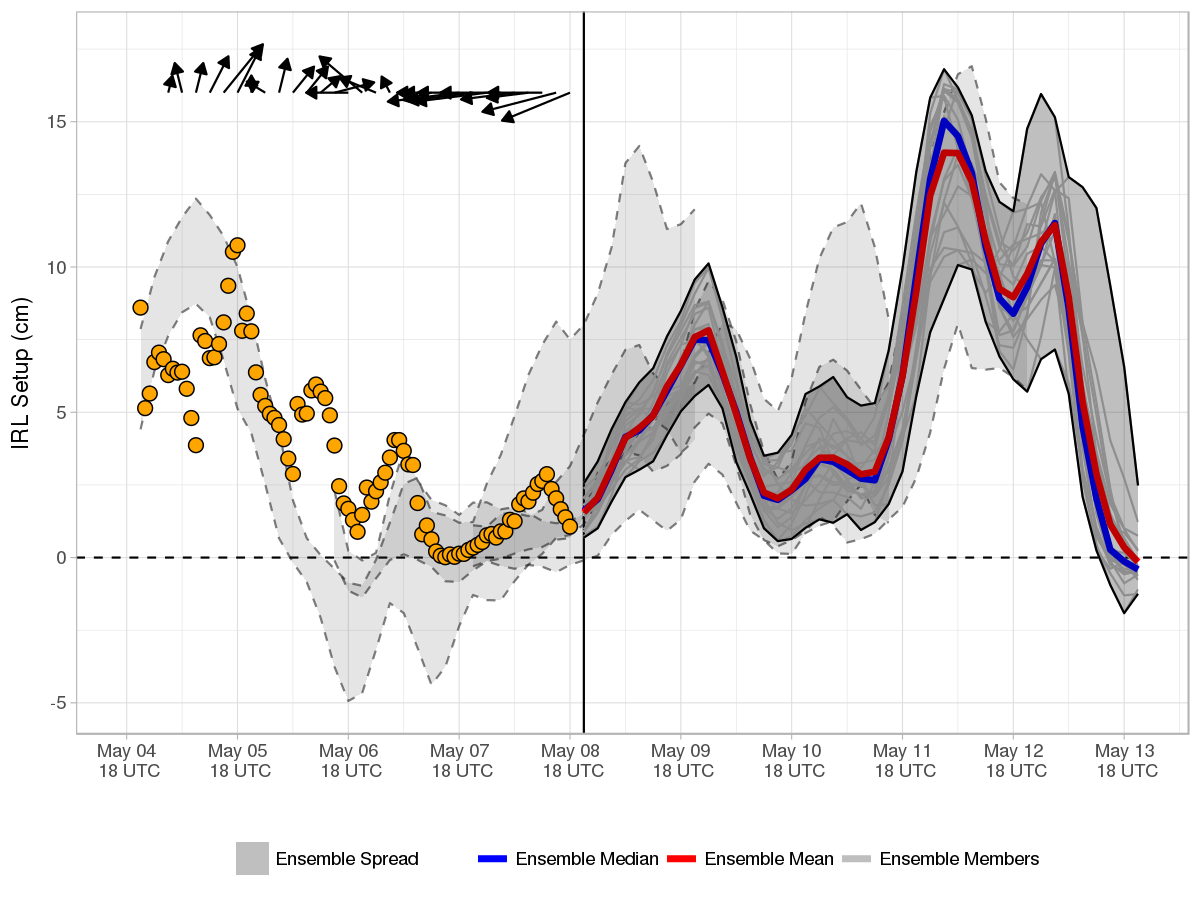 IRL Setup (cm)
15
10
5
0
-5
May 04 May 05 May 06 May 07 May 08 May 09 May 10 May 11 May 12 May 13
18 UTC 18 UTC 18 UTC 18 UTC 18 UTC 18 UTC 18 UTC 18 UTC 18 UTC 18 UTC
Ensemble Spread Ensemble Median Ensemble Mean Ensemble Members